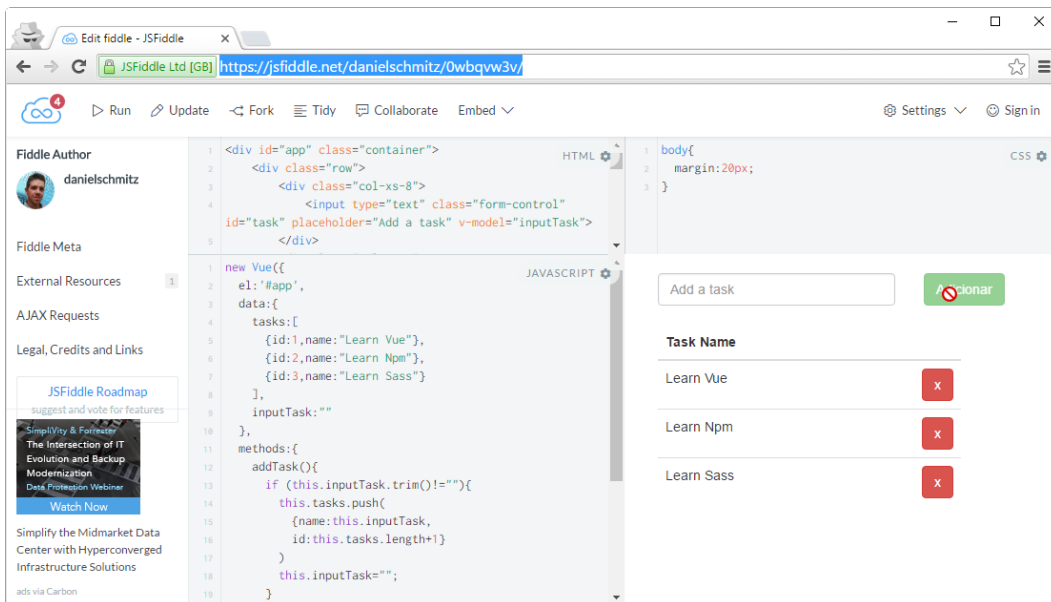 Edit fiddle - JSFiddle
JSFiddle Ltd [GB] https://jsfiddle.net/danielschmitz/0wbqvw3v/
4
Run Update Fork Tidy Collaborate Embed Settings Sign in
Fiddle Author
danielschmitz
Fiddle Meta
External Resources 1
AJAX Requests
Legal, Credits and Links
JSFiddle Roadmap
suggest and vote for features
SimpliVity & Forrester
The Intersection of IT
Evolution and Backup
Modernization
Data Protection Webinar
Watch Now
Simplify the Midmarket Data
Center with Hyperconverged
Infrastructure Solutions
ads via Carbon
HTML
1 <div id="app" class="container">
2 <div class="row">
3 <div class="col-xs-8">
4 <input type="text" class="form-control"
id="task" placeholder="Add a task" v-model="inputTask">
5 </div>
JAVASCRIPT
1 new Vue({
2 el:'#app',
3 data:{
4 tasks:[
5 {id:1,name:"Learn Vue"},
6 {id:2,name:"Learn Npm"},
7 {id:3,name:"Learn Sass"}
8 ],
9 inputTask:""
10 },
11 methods:{
12 addTask(){
13 if (this.inputTask.trim()!=""){
14 this.tasks.push(
15 {name:this.inputTask,
16 id:this.tasks.length+1}
17 )
18 this.inputTask="";
19 }
CSS
1 body{
2 margin:20px;
3 }
Add a task
Adicionar
Task Name
Learn Vue x
Learn Npm x
Learn Sass x